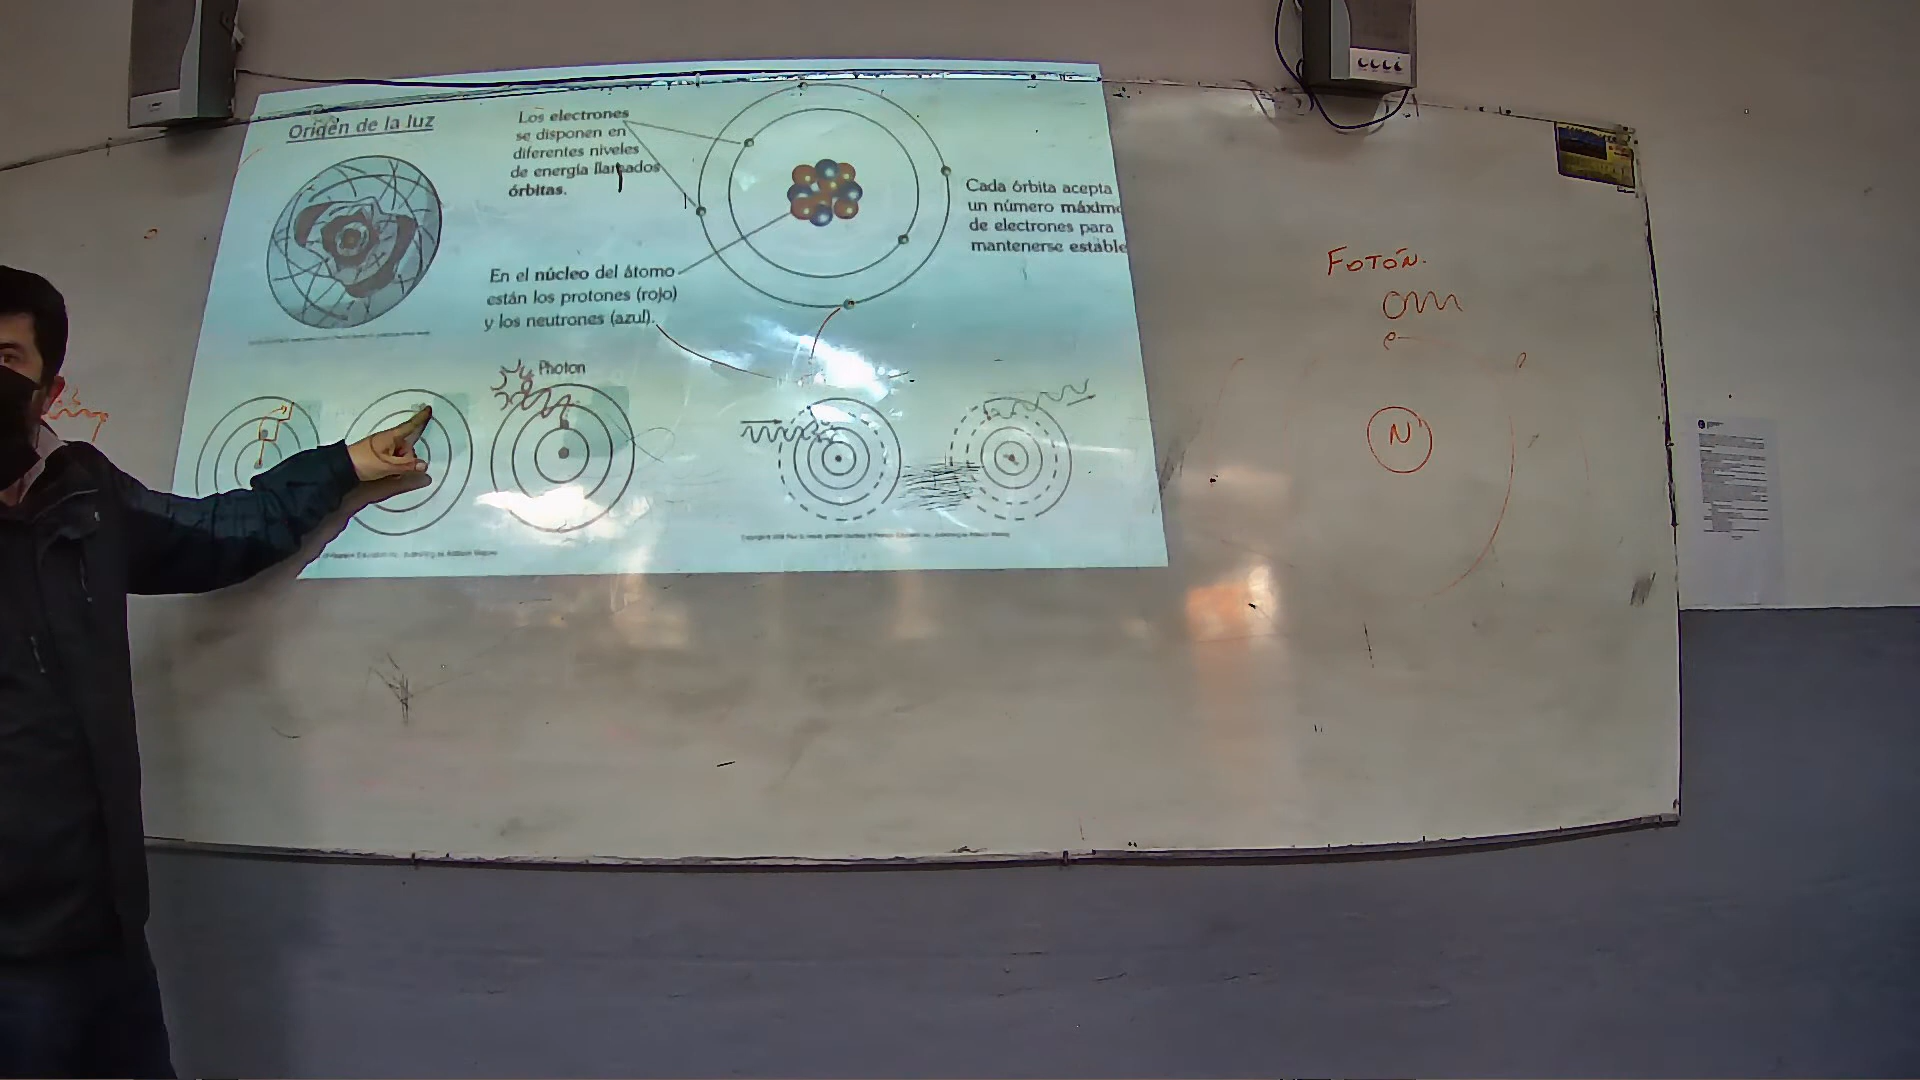 Origen de la luz
Los electrones
se disponen en
diferentes niveles
de energía llamados
órbitas.
Cada órbita acepta
un número máximo
de electrones para
mantenerse estable
En el núcleo del átomo
están los protones (rojo)
y los neutrones (azul).
Photon
FOTÓN.
e-
N